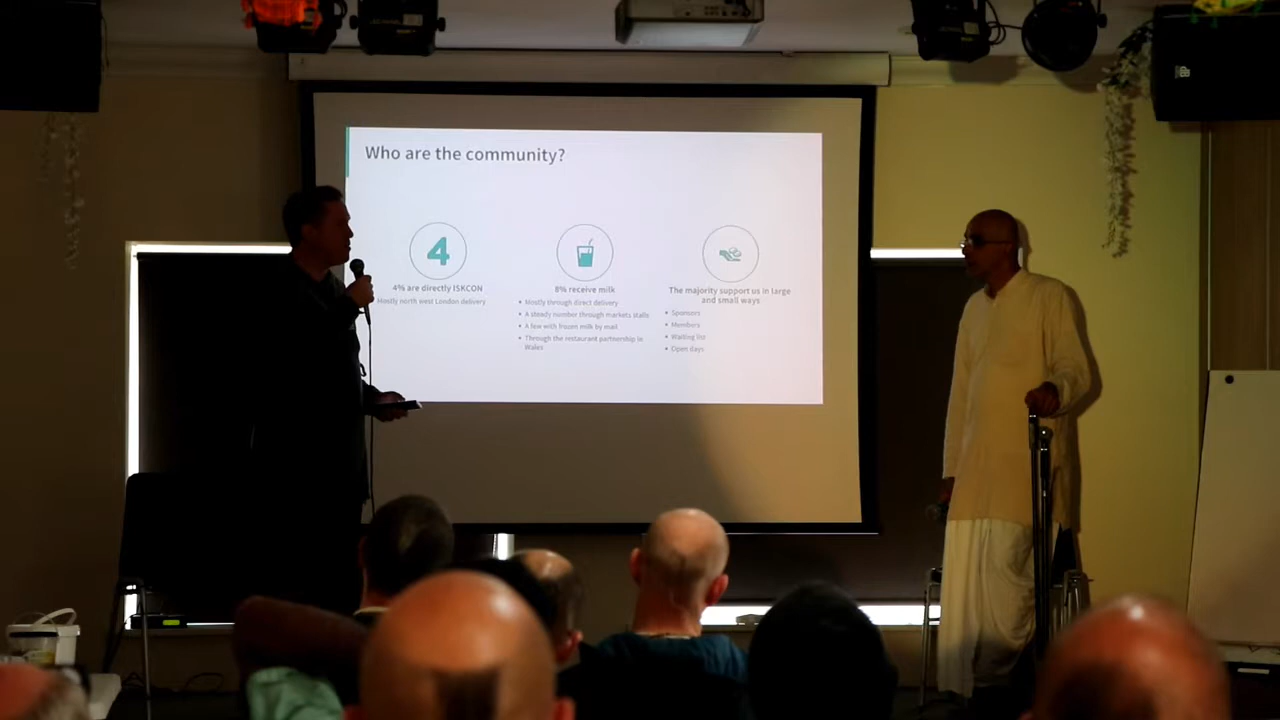 Who are the community?
4
4% are directly ISKCON
Mostly north west London delivery
8% receive milk
Mostly through direct delivery
A steady number through markets stalls
A few with frozen milk by mail
Through the restaurant partnership in
Wales
The majority support us in large
and small ways
Sponsors
Members
Waiting list
Open days